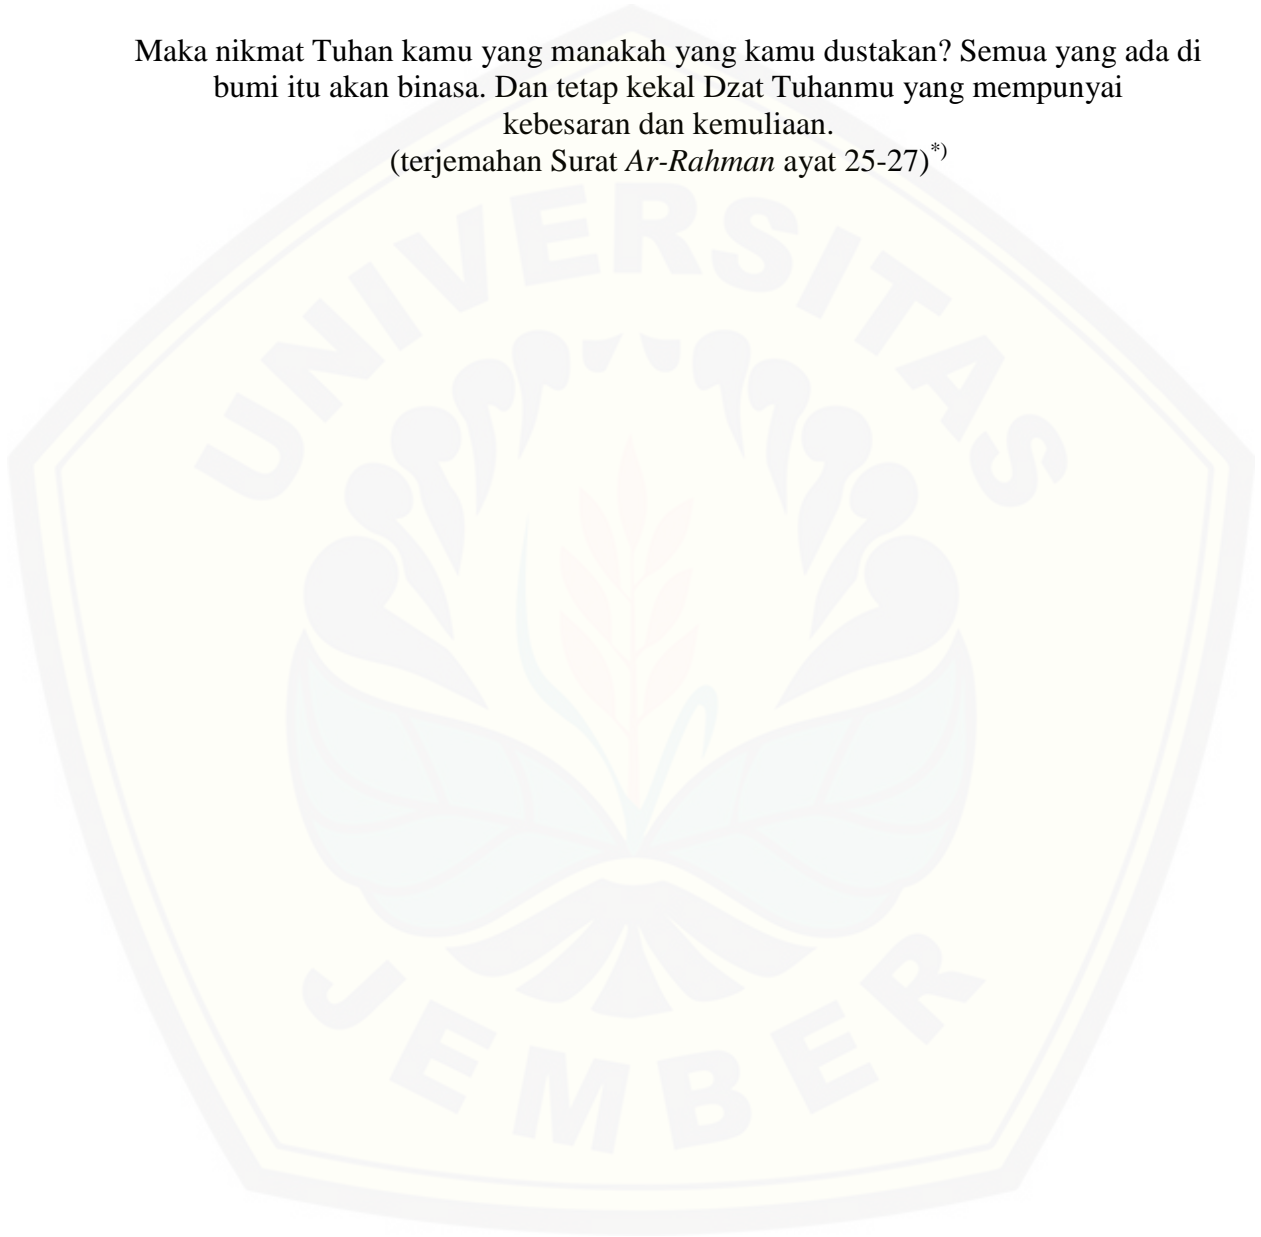 Maka nikmat Tuhan kamu yang manakah yang kamu dustakan? Semua yang ada di
bumi itu akan binasa. Dan tetap kekal Dzat Tuhanmu yang mempunyai
kebesaran dan kemuliaan.
(terjemahan Surat Ar-Rahman ayat 25-27)*)
UNIVERSITAS
JEMBER